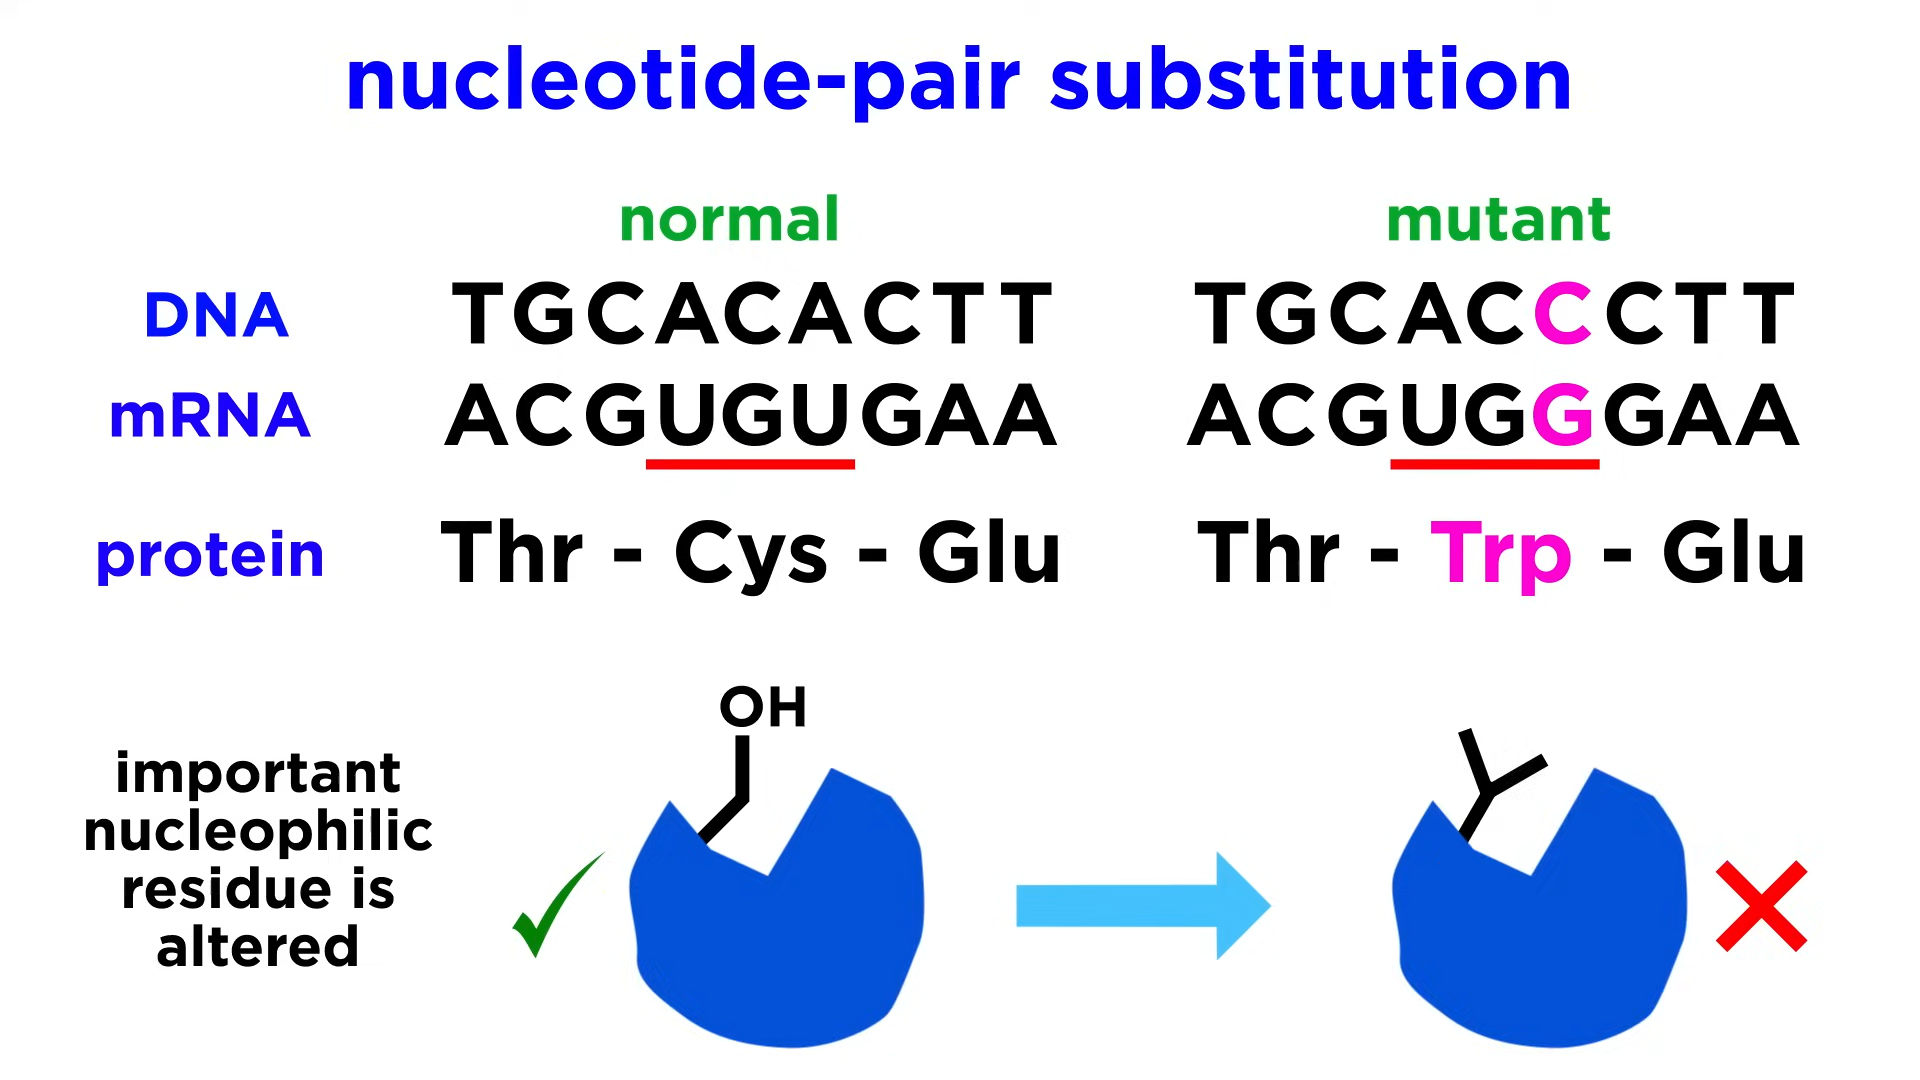 nucleotide-pair substitution
normal mutant
DNA TGCACACTT TGCACCCTT
mRNA ACGUGUGAA ACGUGGGAA
protein Thr - Cys - Glu Thr - Trp - Glu
OH
important
nucleophilic
residue is
altered